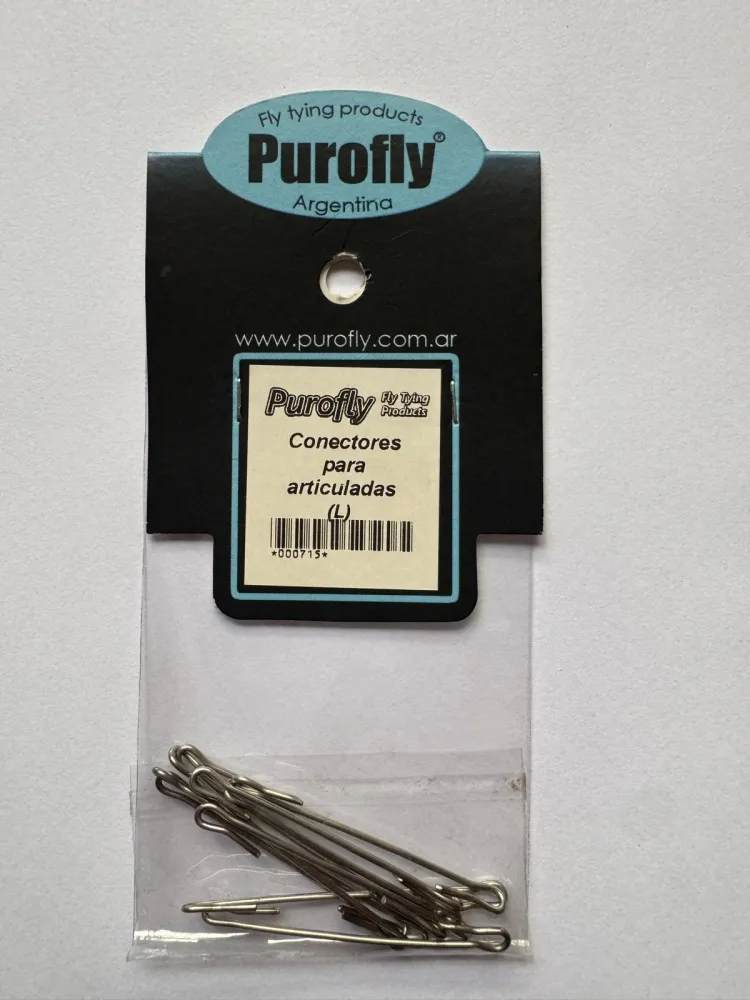 Fly tying products
Purofly®
Argentina
www.purofly.com.ar
Purofly Fly Tying Products
Conectores
para
articuladas
(L)
*000715*